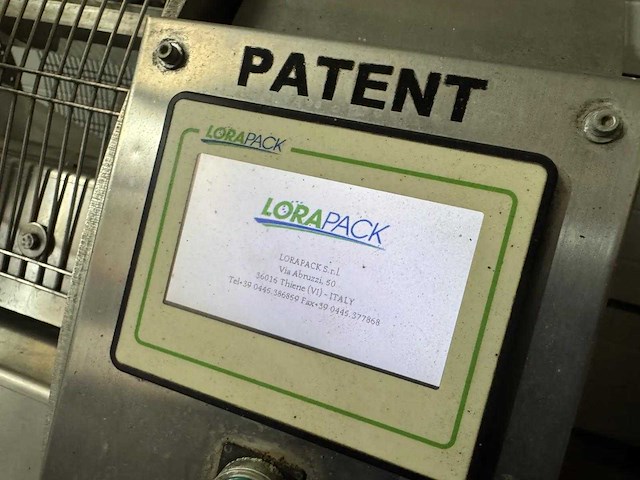 PATENT
LORAPACK
LORAPACK
LORAPACK S.r.l.
Via Abruzzi, 50
36016 Thiene (VI) - ITALY
Tel+39 0445.386859 Fax+39 0445.377868